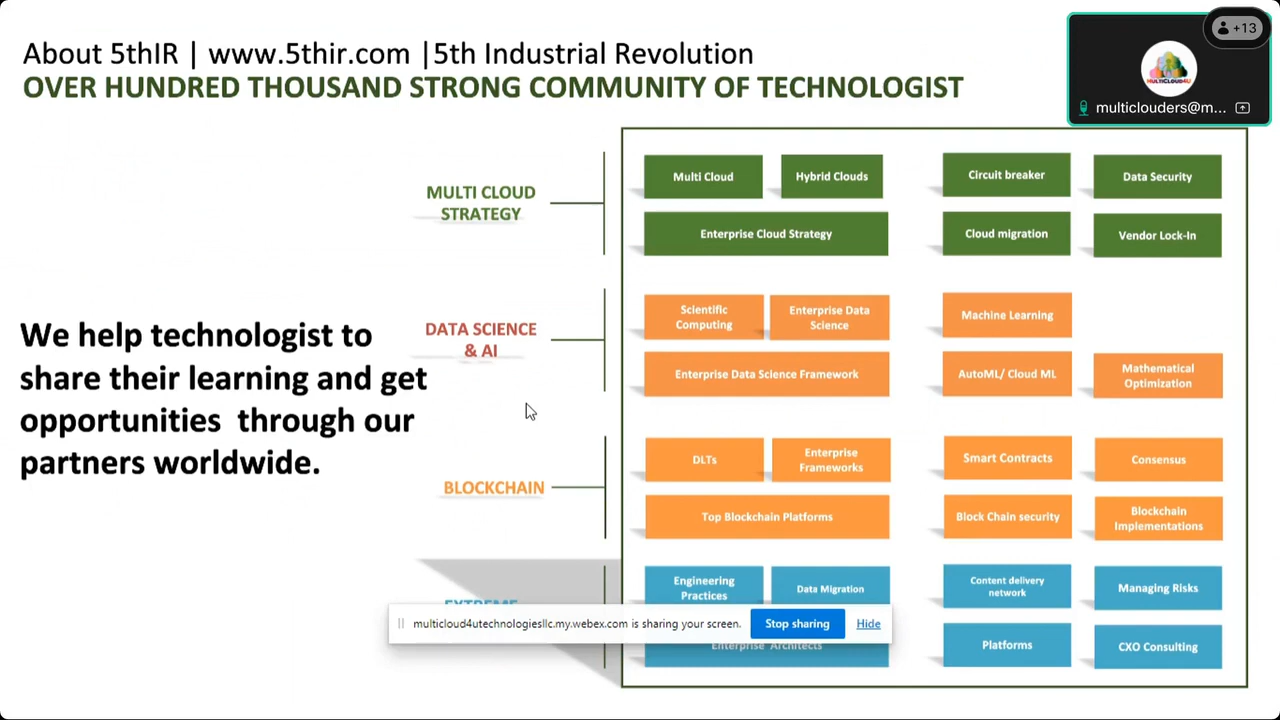 About 5thIR | www.5thir.com |5th Industrial Revolution
OVER HUNDRED THOUSAND STRONG COMMUNITY OF TECHNOLOGIST
+13
MULTICLOUD4U
multiclouders@m...
We help technologist to
share their learning and get
opportunities through our
partners worldwide.
MULTI CLOUD
STRATEGY
Multi Cloud
Hybrid Clouds
Circuit breaker
Data Security
Enterprise Cloud Strategy
Cloud migration
Vendor Lock-In
DATA SCIENCE
& AI
Scientific
Computing
Enterprise Data
Science
Machine Learning
Enterprise Data Science Framework
AutoML/ Cloud ML
Mathematical
Optimization
BLOCKCHAIN
DLTs
Enterprise
Frameworks
Smart Contracts
Consensus
Top Blockchain Platforms
Block Chain security
Blockchain
Implementations
EXTREME
Engineering
Practices
Data Migration
Content delivery
network
Managing Risks
Enterprise Architects
Platforms
CXO Consulting
multicloud4utechnologiesllc.my.webex.com is sharing your screen.
Stop sharing
Hide